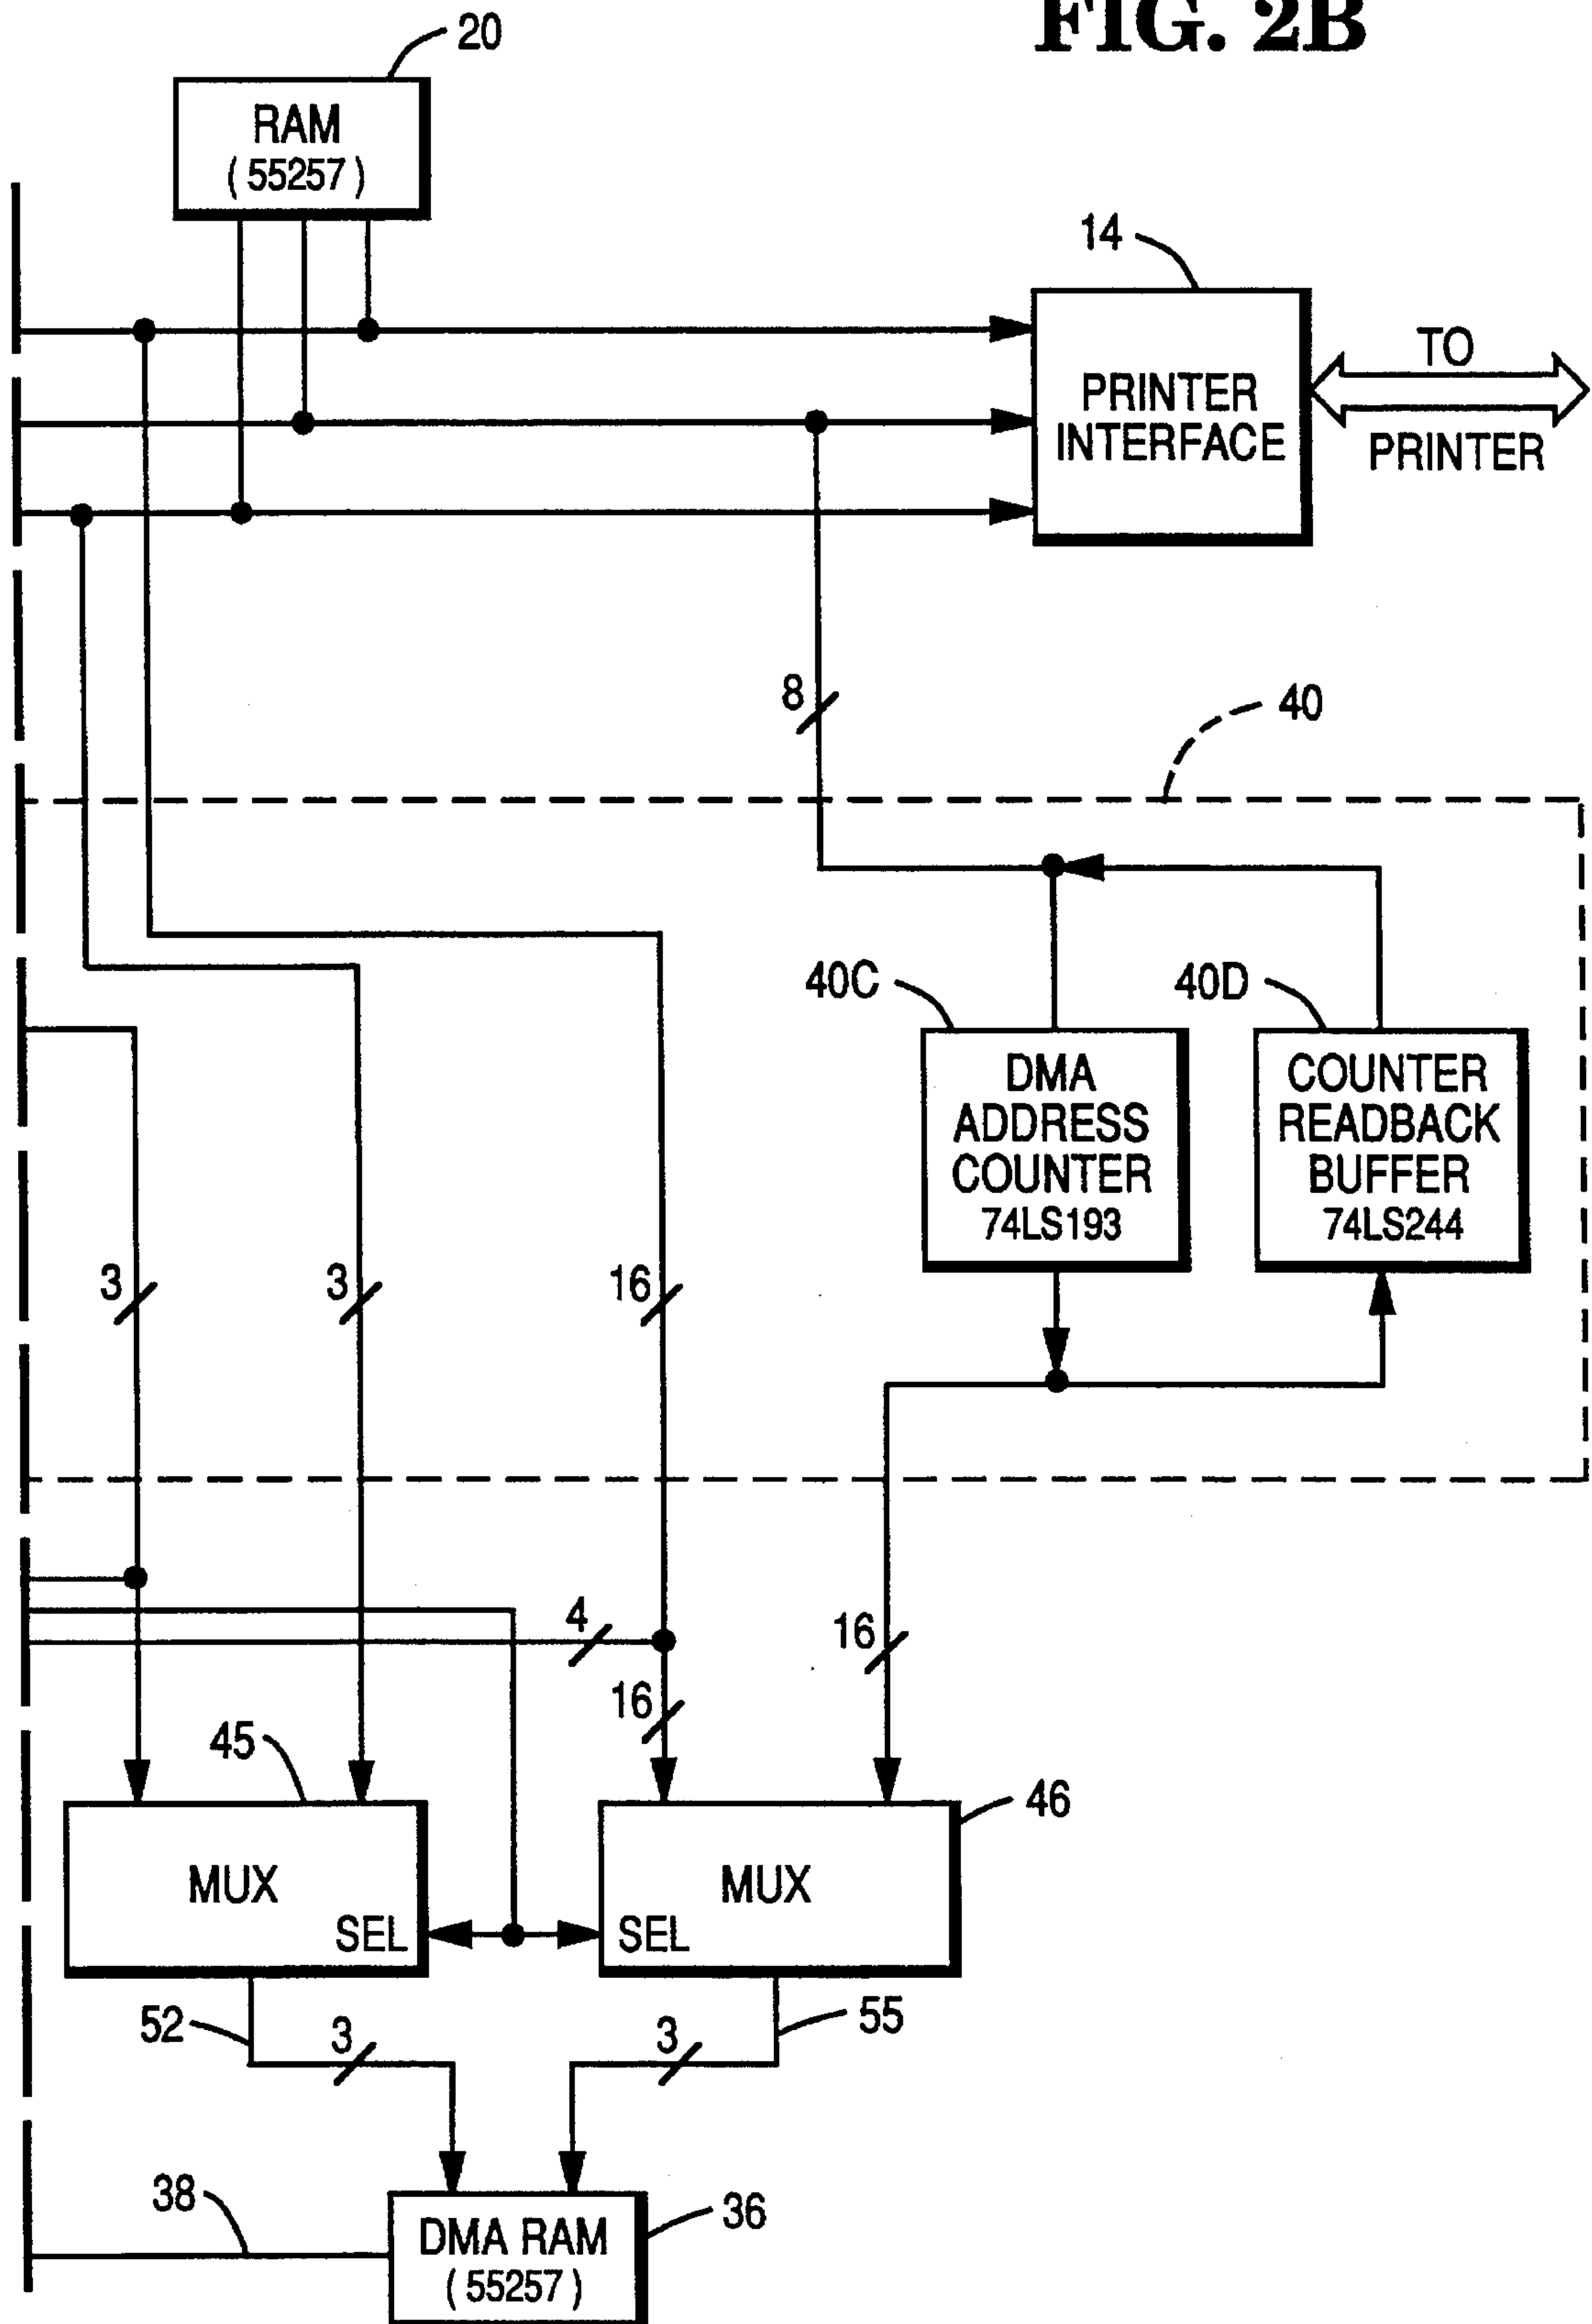 FIG. 2B
20
RAM
( 55257 )
14
PRINTER
INTERFACE
TO
PRINTER
8
40
40C
40D
DMA
ADDRESS
COUNTER
74LS193
COUNTER
READBACK
BUFFER
74LS244
3
3
16
4
16
16
45
46
MUX
SEL
MUX
SEL
52
3
3
55
38
36
DMA RAM
( 55257 )